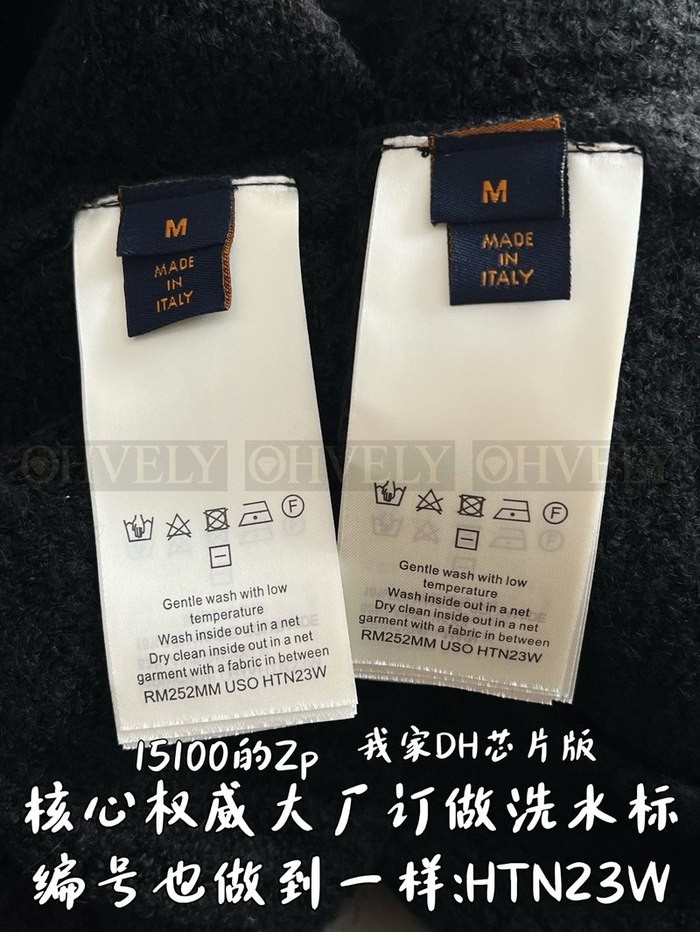 M
MADE
IN
ITALY
M
MADE
IN
ITALY
OHVELY OHVELY OHVELY
F
Gentle wash with low
temperature
Wash inside out in a net
Dry clean inside out in a net
garment with a fabric in between
RM252MM USO HTN23W
F
Gentle wash with low
temperature
Wash inside out in a net
Dry clean inside out in a net
garment with a fabric in between
RM252MM USO HTN23W
15100的Zp 我家DH芯片版
核心权威大厂订做洗水标
编号也做到一样:HTN23W